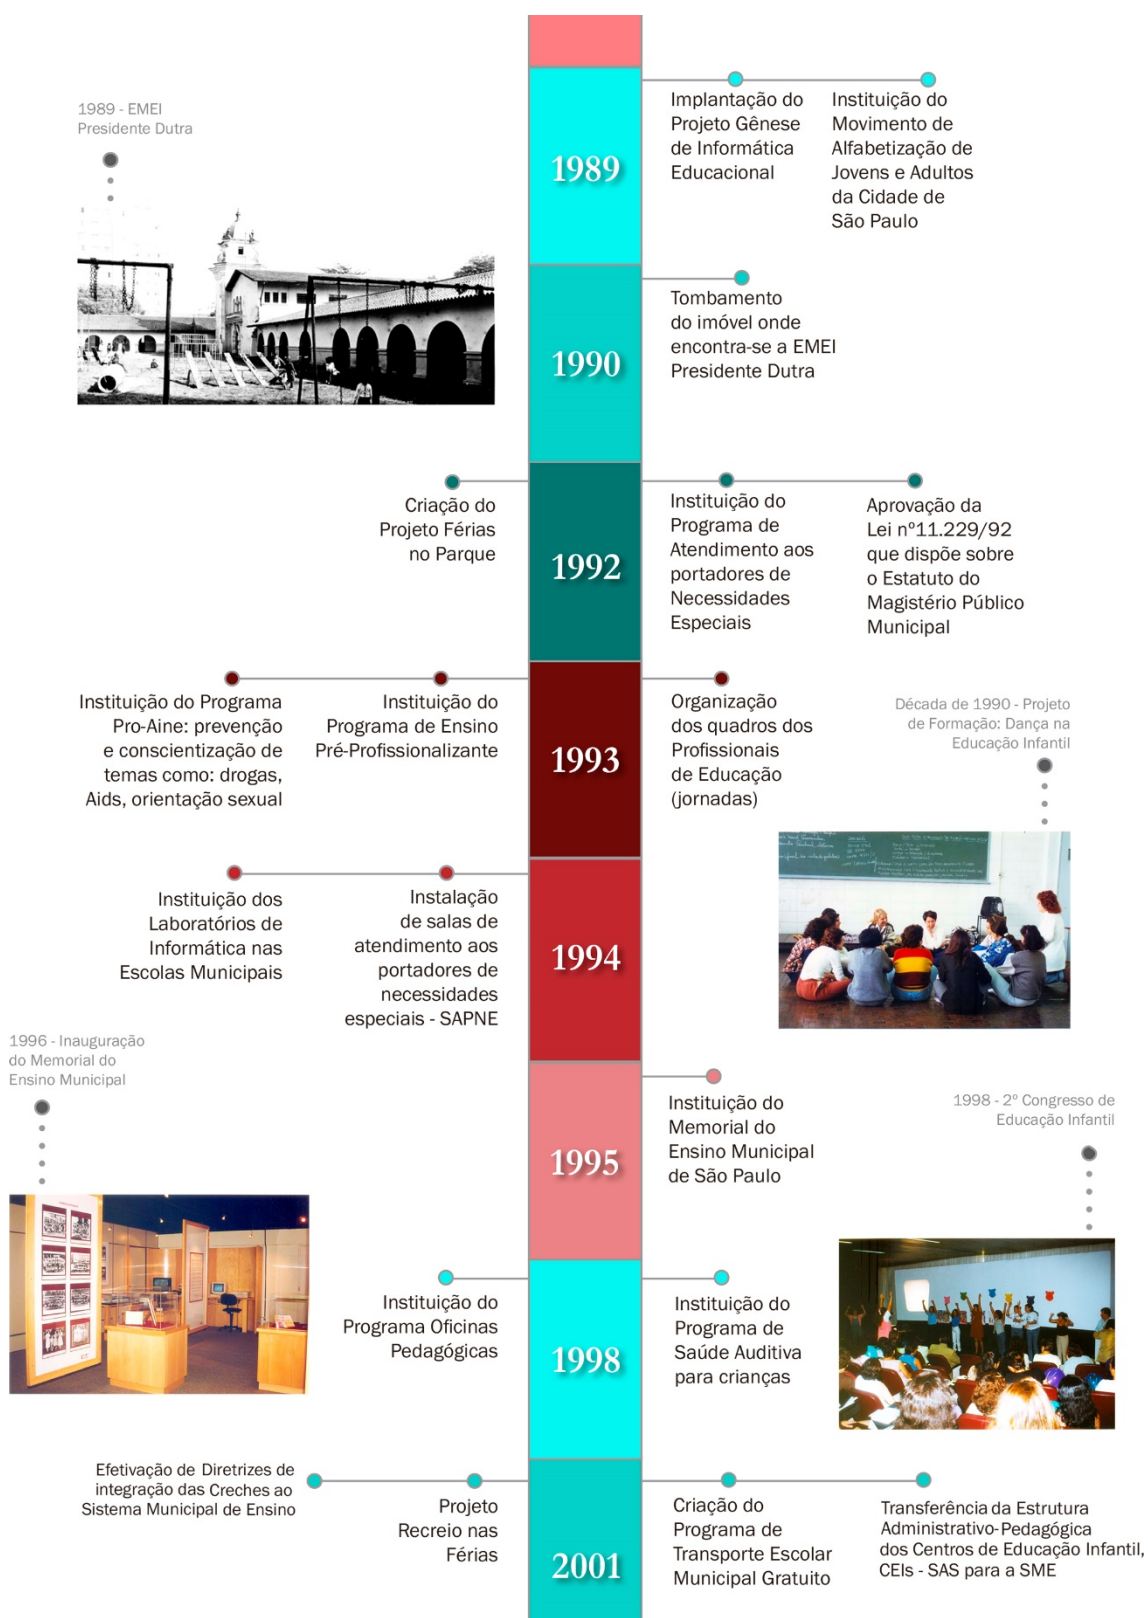 1989 - EMEI
Presidente Dutra
1989
Implantação do
Projeto Gênese
de Informática
Educacional
Instituição do
Movimento de
Alfabetização de
Jovens e Adultos
da Cidade de
São Paulo
1990
Tombamento
do imóvel onde
encontra-se a EMEI
Presidente Dutra
Criação do
Projeto Férias
no Parque
1992
Instituição do
Programa de
Atendimento aos
portadores de
Necessidades
Especiais
Aprovação da
Lei nº11.229/92
que dispõe sobre
o Estatuto do
Magistério Público
Municipal
Instituição do Programa
Pro-Aine: prevenção
e conscientização de
temas como: drogas,
Aids, orientação sexual
Instituição do
Programa de Ensino
Pré-Profissionalizante
1993
Organização
dos quadros dos
Profissionais
de Educação
(jornadas)
Década de 1990 - Projeto
de Formação: Dança na
Educação Infantil
Instituição dos
Laboratórios de
Informática nas
Escolas Municipais
Instalação
de salas de
atendimento aos
portadores de
necessidades
especiais - SAPNE
1994
1996 - Inauguração
do Memorial do
Ensino Municipal
1995
Instituição do
Memorial do
Ensino Municipal
de São Paulo
1998 - 2º Congresso de
Educação Infantil
Instituição do
Programa Oficinas
Pedagógicas
1998
Instituição do
Programa de
Saúde Auditiva
para crianças
Efetivação de Diretrizes de
integração das Creches ao
Sistema Municipal de Ensino
Projeto
Recreio nas
Férias
2001
Criação do
Programa de
Transporte Escolar
Municipal Gratuito
Transferência da Estrutura
Administrativo-Pedagógica
dos Centros de Educação Infantil,
CEIs - SAS para a SME